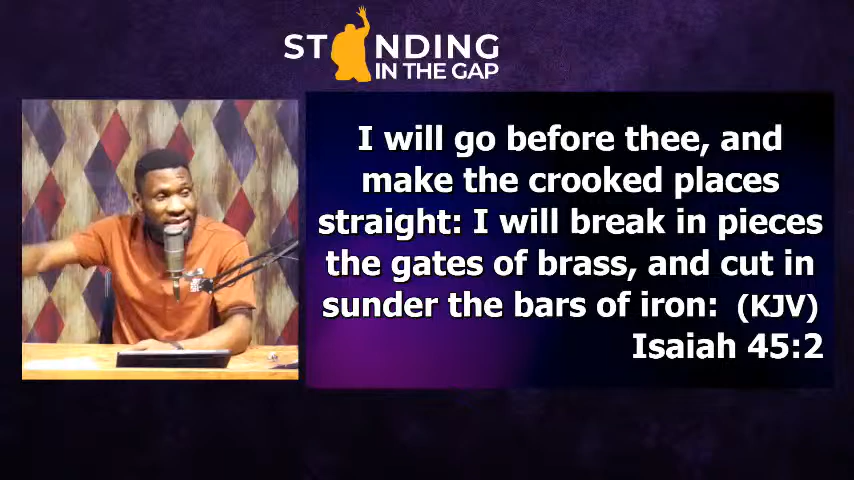 STANDING
IN THE GAP
I will go before thee, and
make the crooked places
straight: I will break in pieces
the gates of brass, and cut in
sunder the bars of iron: (KJV)
Isaiah 45:2